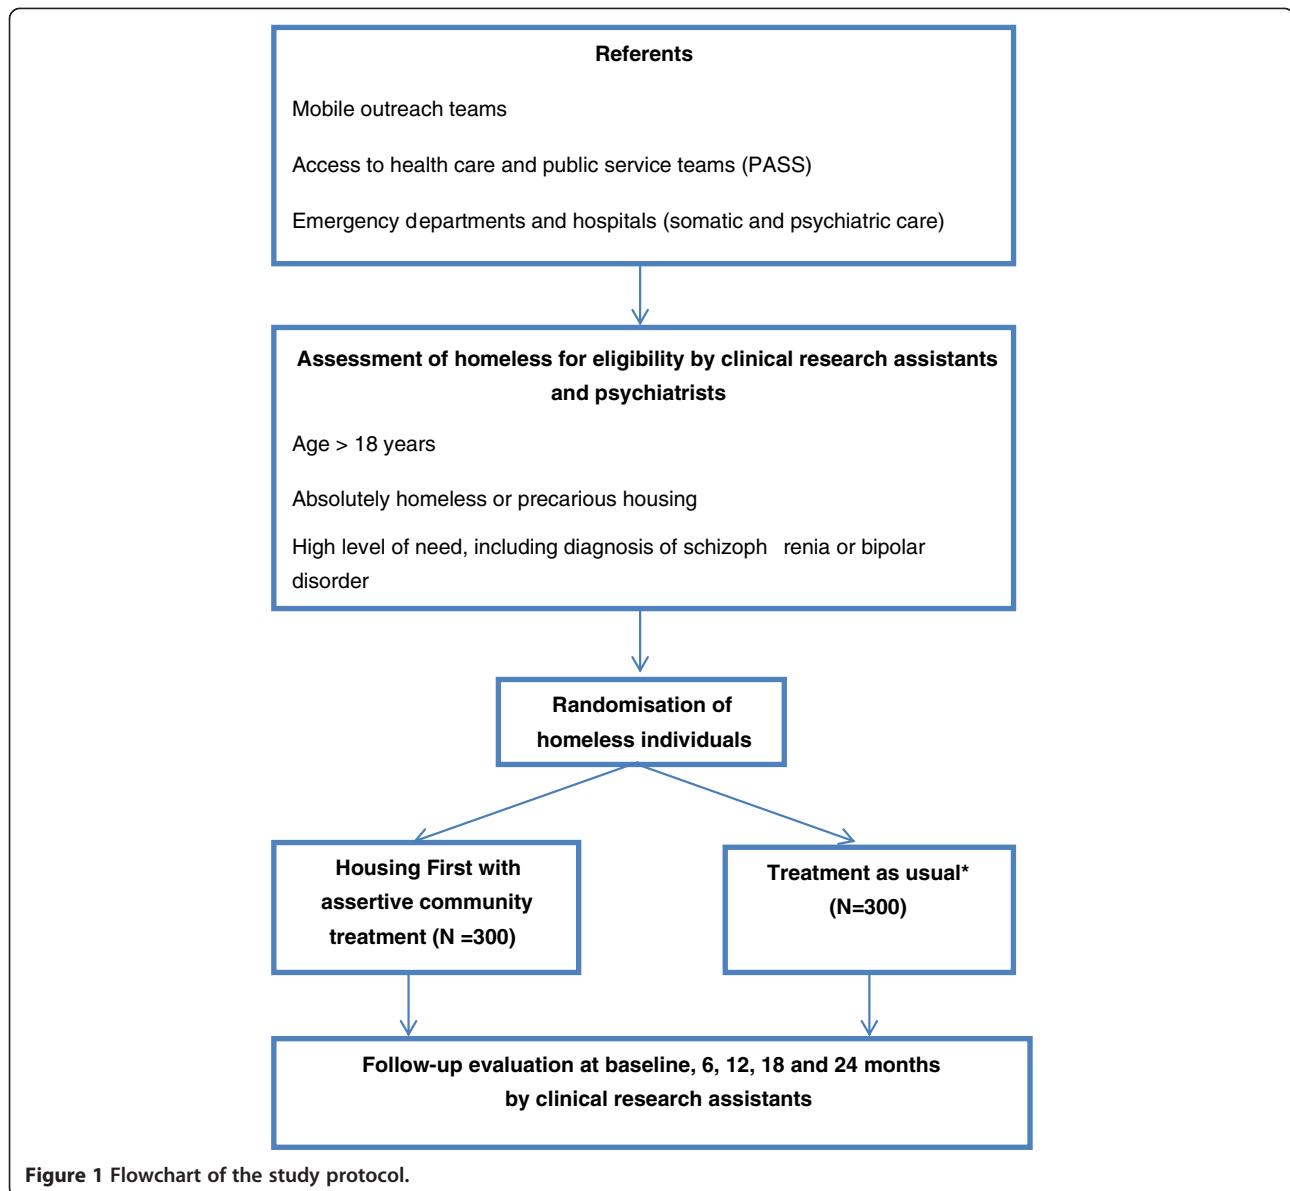 Referents
Mobile outreach teams
Access to health care and public service teams (PASS)
Emergency departments and hospitals (somatic and psychiatric care)
Assessment of homeless for eligibility by clinical research assistants
and psychiatrists
Age > 18 years
Absolutely homeless or precarious housing
High level of need, including diagnosis of schizoph renia or bipolar
disorder
Randomisation of
homeless individuals
Housing First with
assertive community
treatment (N =300)
Treatment as usual*
(N=300)
Follow-up evaluation at baseline, 6, 12, 18 and 24 months
by clinical research assistants
Figure 1 Flowchart of the study protocol.